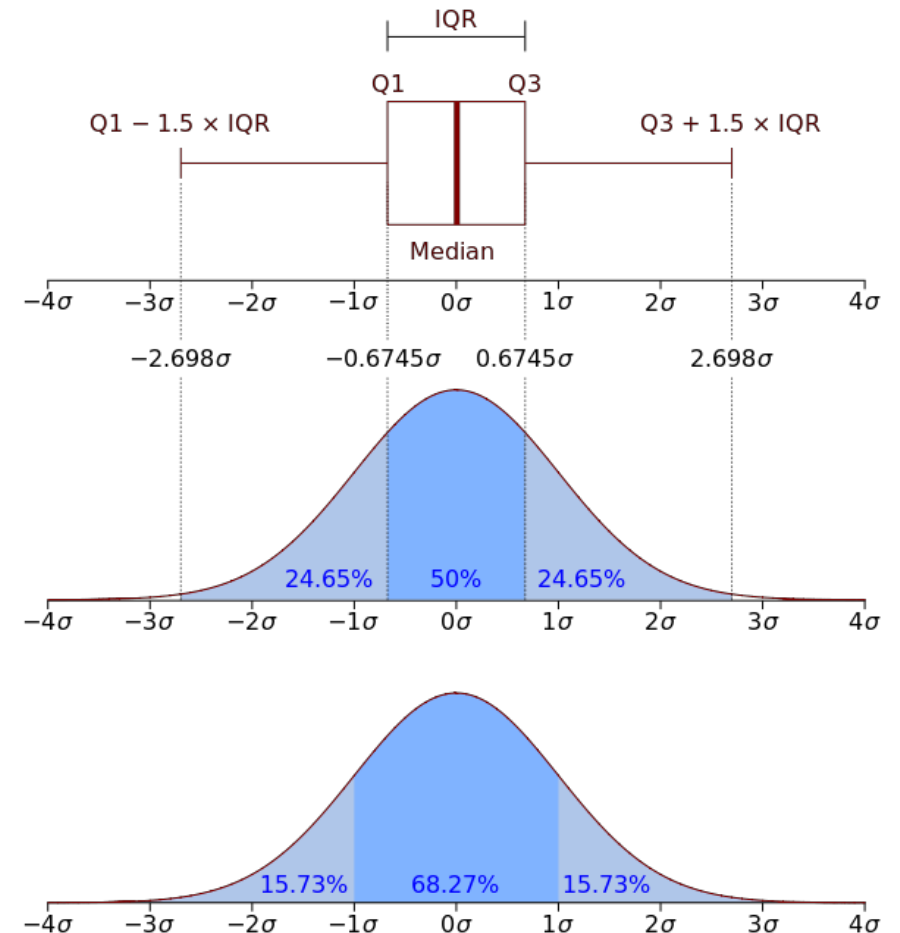 IQR
Q1 Q3
Q1 − 1.5 × IQR Q3 + 1.5 × IQR
Median
−4σ −3σ −2σ −1σ 0σ 1σ 2σ 3σ 4σ
−2.698σ −0.6745σ 0.6745σ 2.698σ
24.65% 50% 24.65%
−4σ −3σ −2σ −1σ 0σ 1σ 2σ 3σ 4σ
15.73% 68.27% 15.73%
−4σ −3σ −2σ −1σ 0σ 1σ 2σ 3σ 4σ